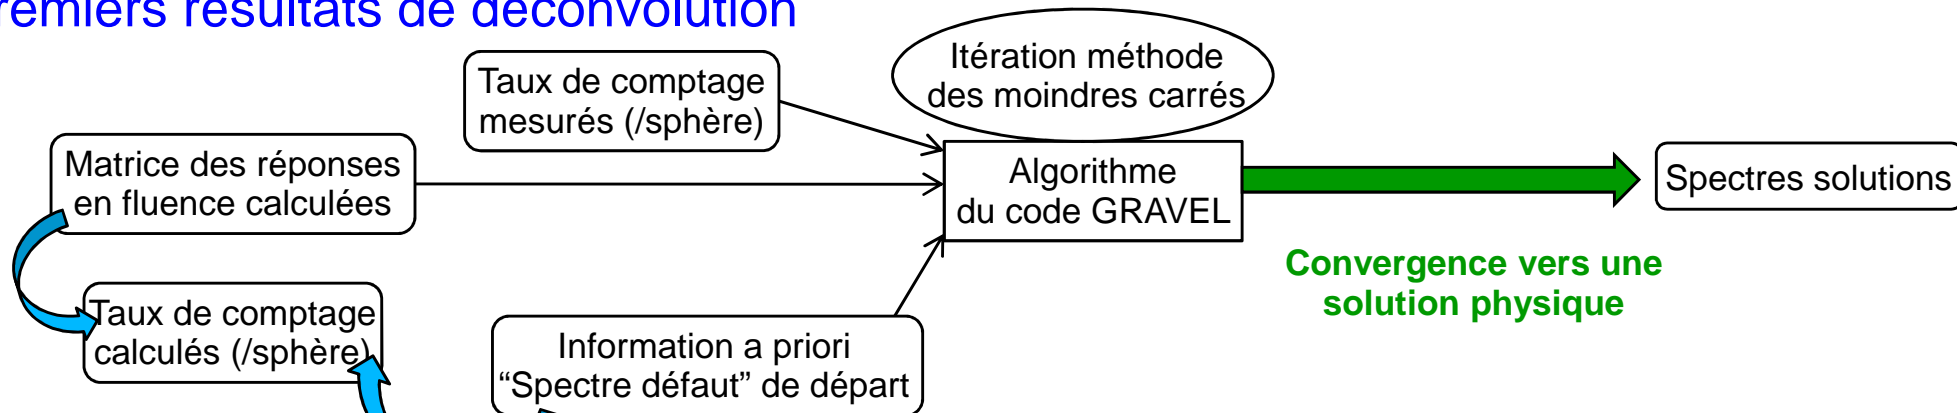 remiers résultats de déconvolution
Itération méthode
des moindres carrés
Taux de comptage
mesurés (/sphère)
Matrice des réponses
en fluence calculées
Algorithme
du code GRAVEL
Spectres solutions
Convergence vers une
solution physique
Taux de comptage
calculés (/sphère)
Information a priori
“Spectre défaut” de départ